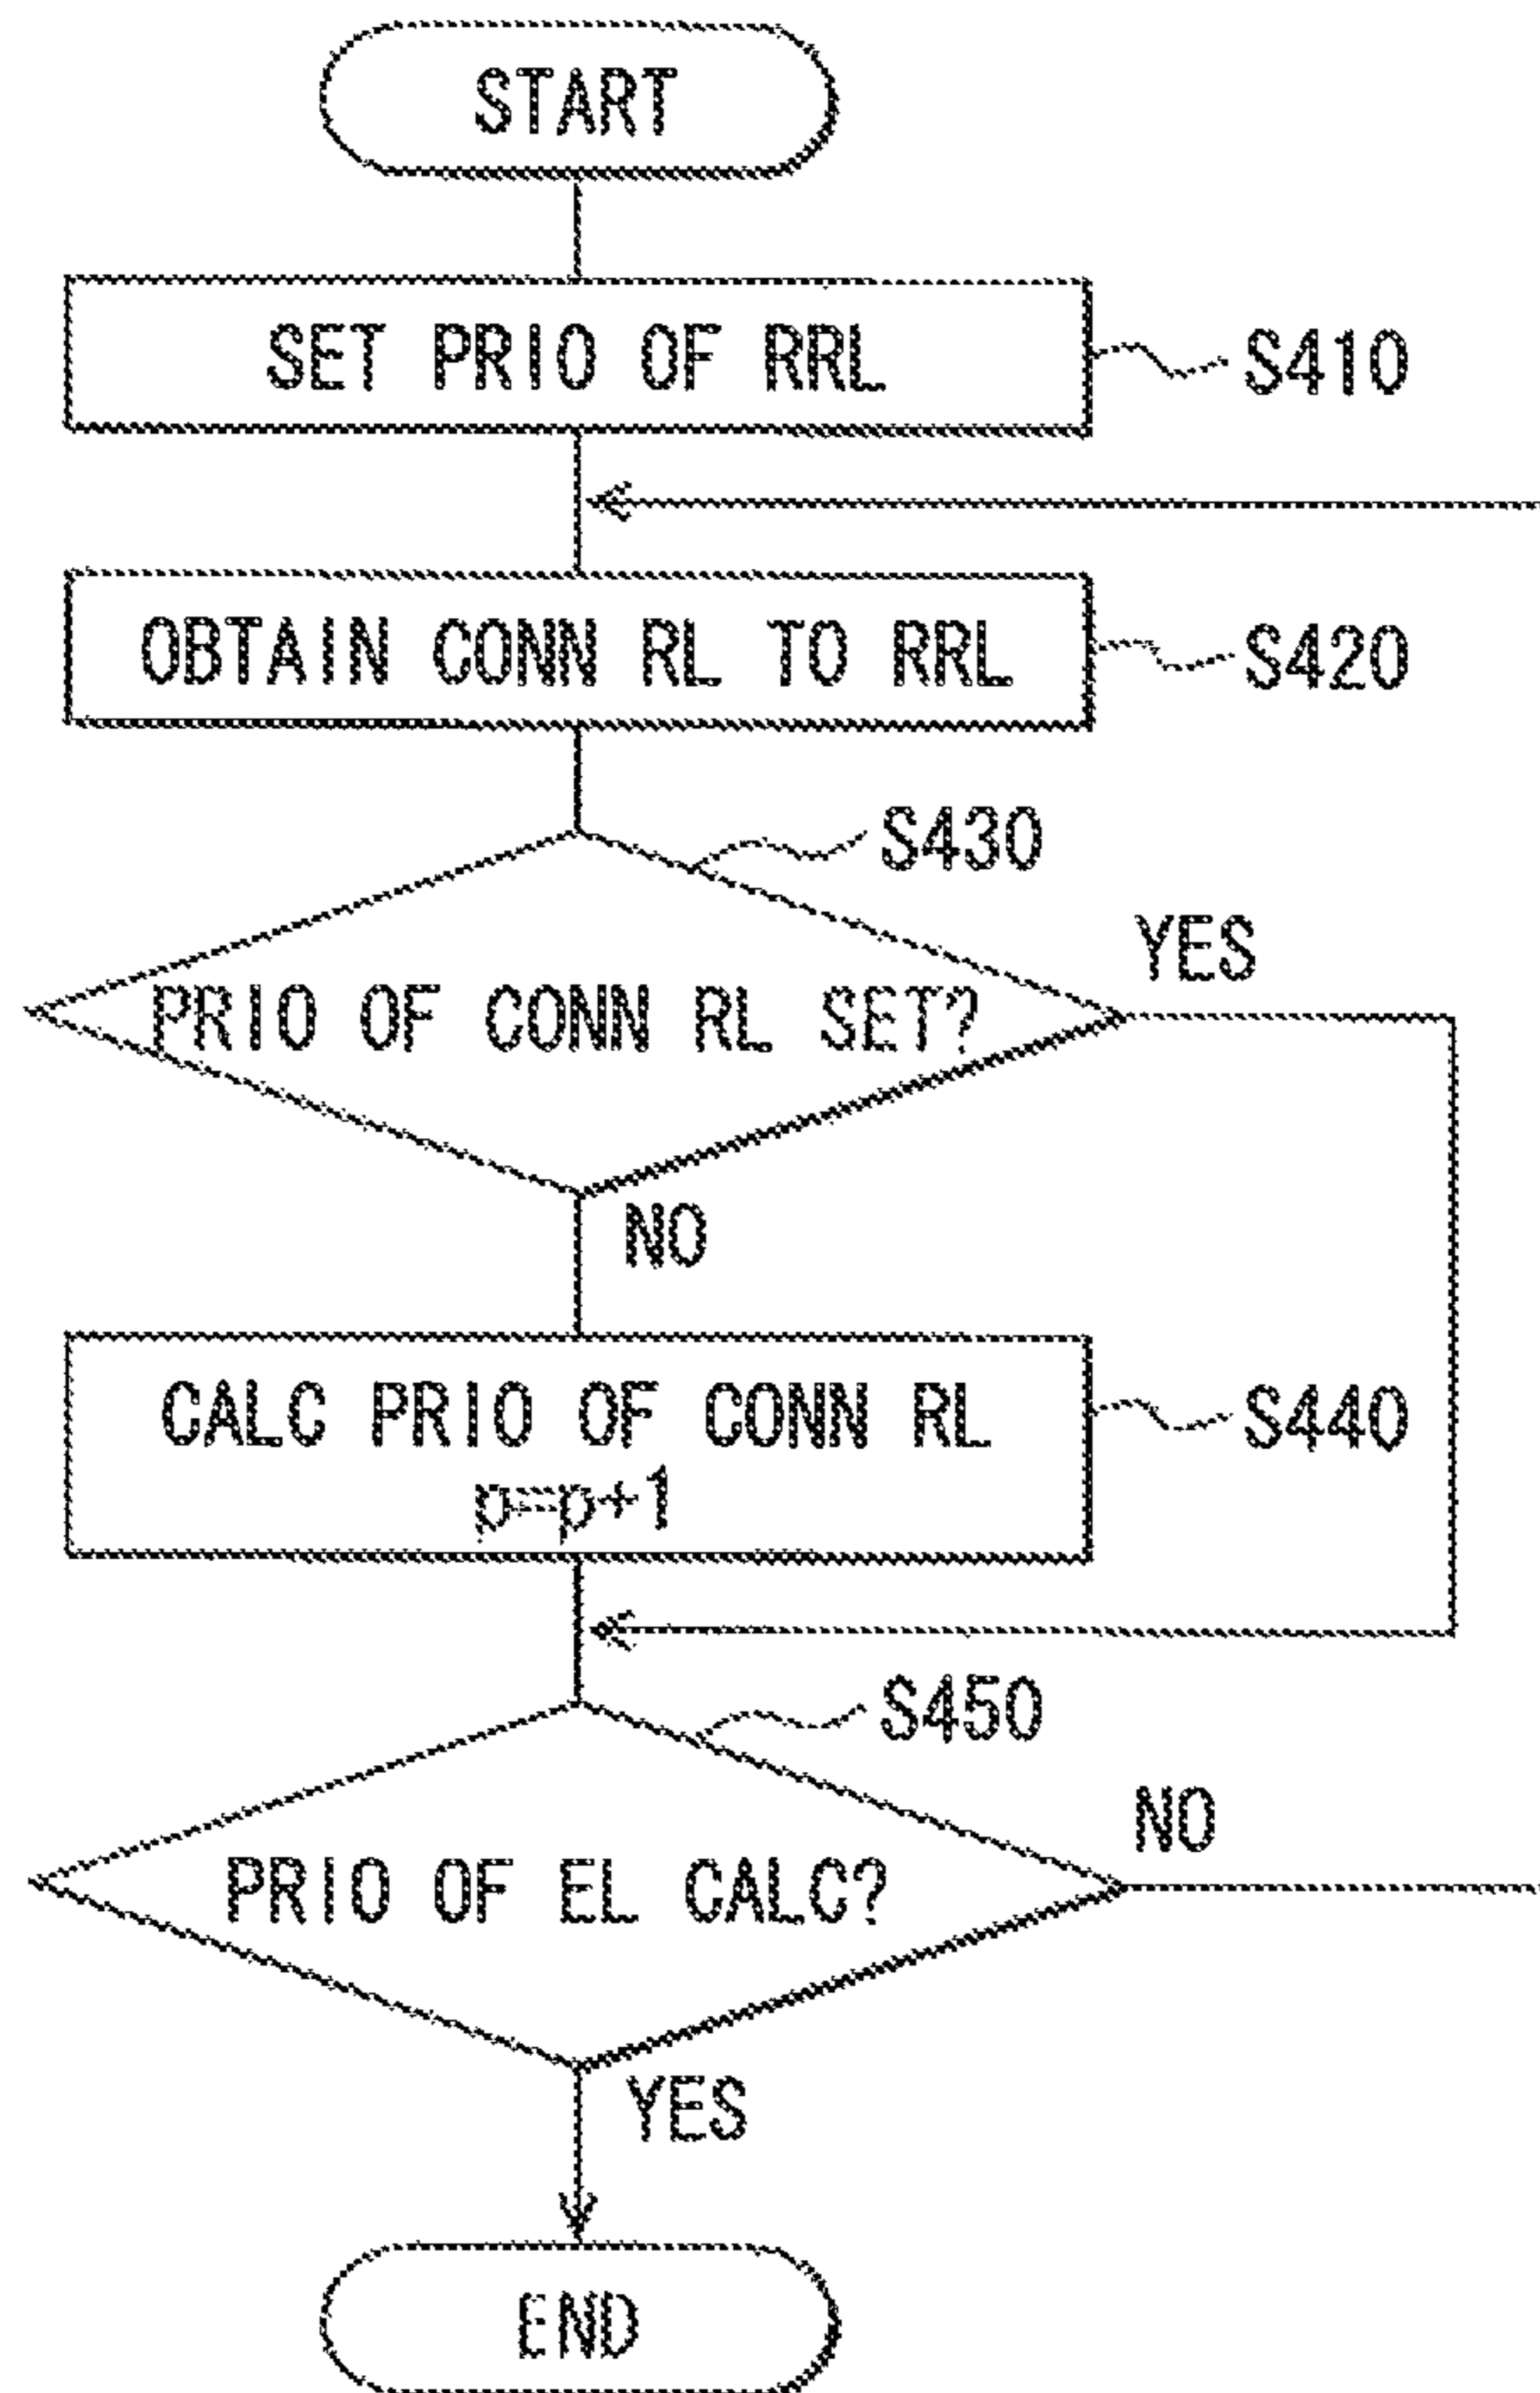 START
SET PRIO OF RRL
S410
OBTAIN CONN RL TO RRL
S420
S430
PRIO OF CONN RL SET?
YES
NO
CALC PRIO OF CONN RL
p=p+1
S440
S450
PRIO OF EL CALC?
NO
YES
END